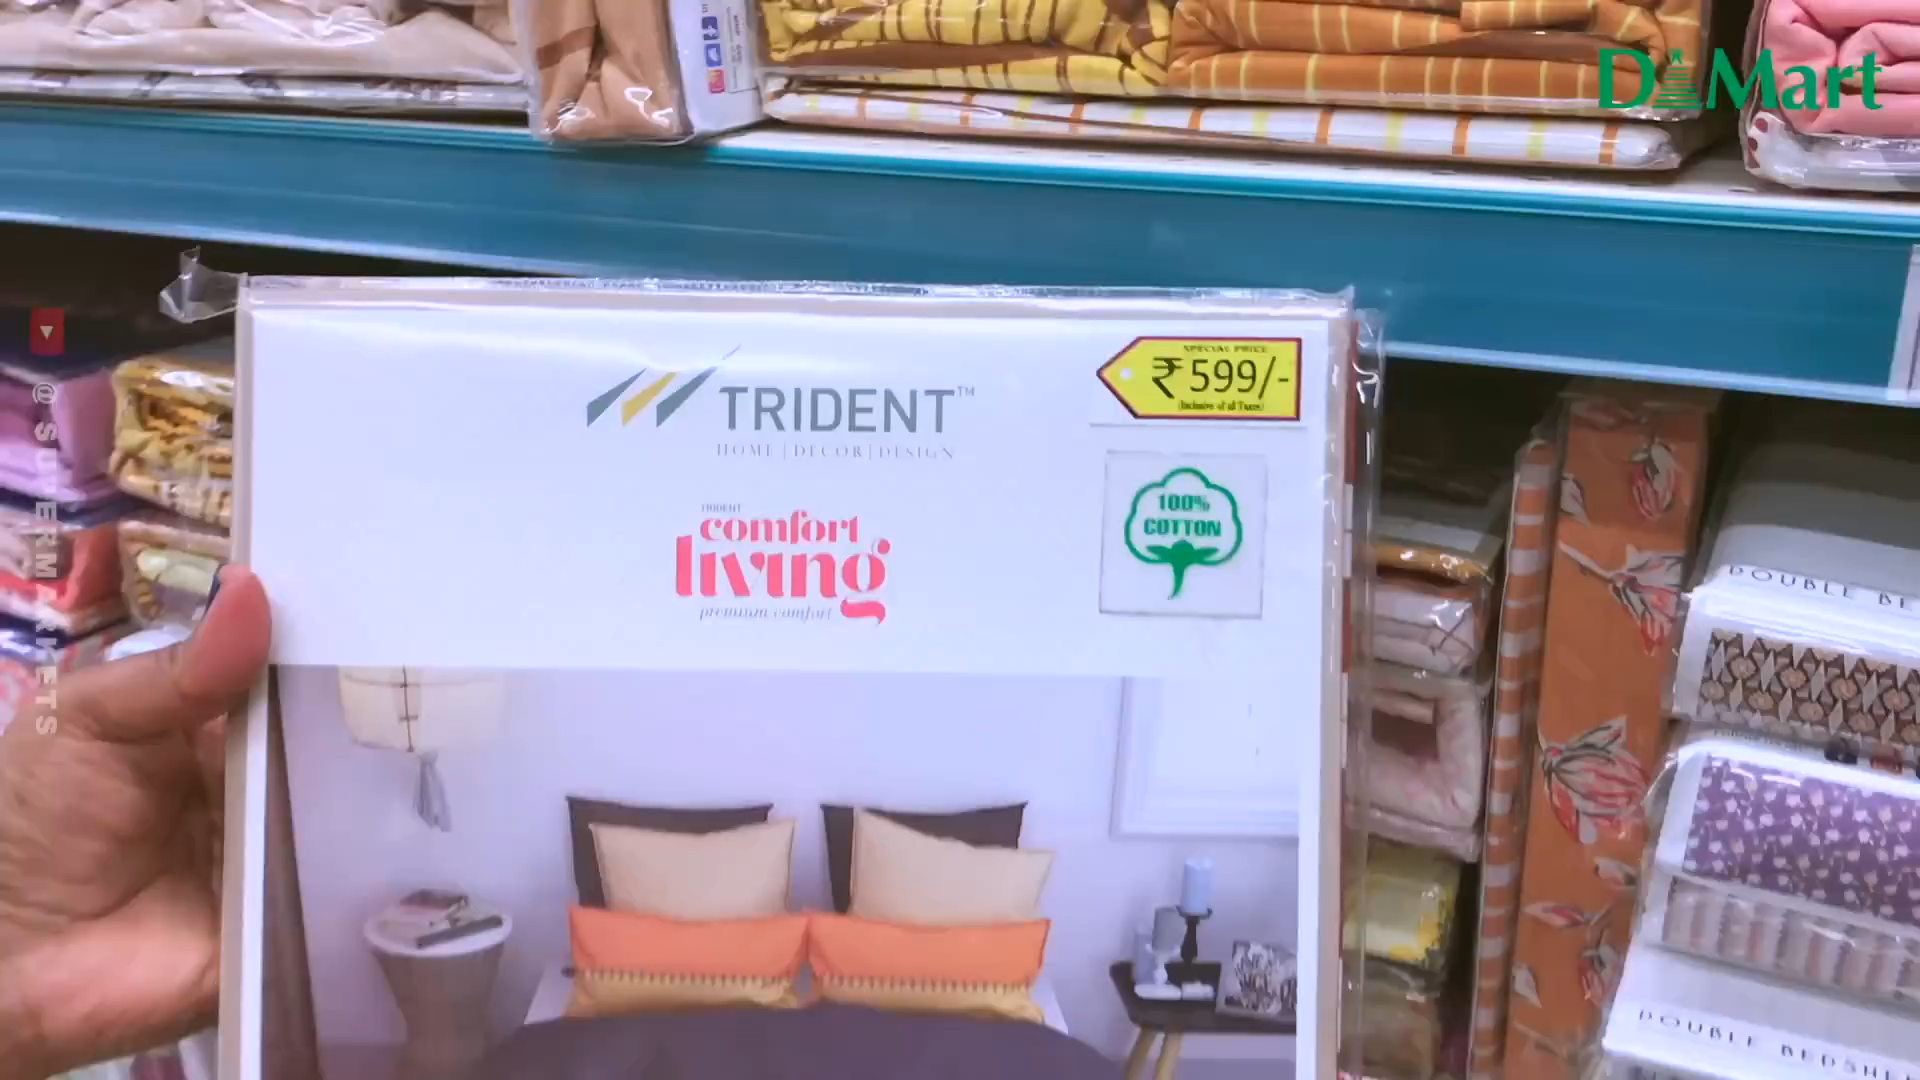 D Mart
SPECIAL PRICE
₹ 599/-
(Inclusive of all Taxes)
TRIDENT™
HOME | DECOR | DESIGN
100%
COTTON
TRIDENT
comfort
living
premium comfort
@SUPERMARKETS
DOUBLE BE
DOUBLE BEDSHE